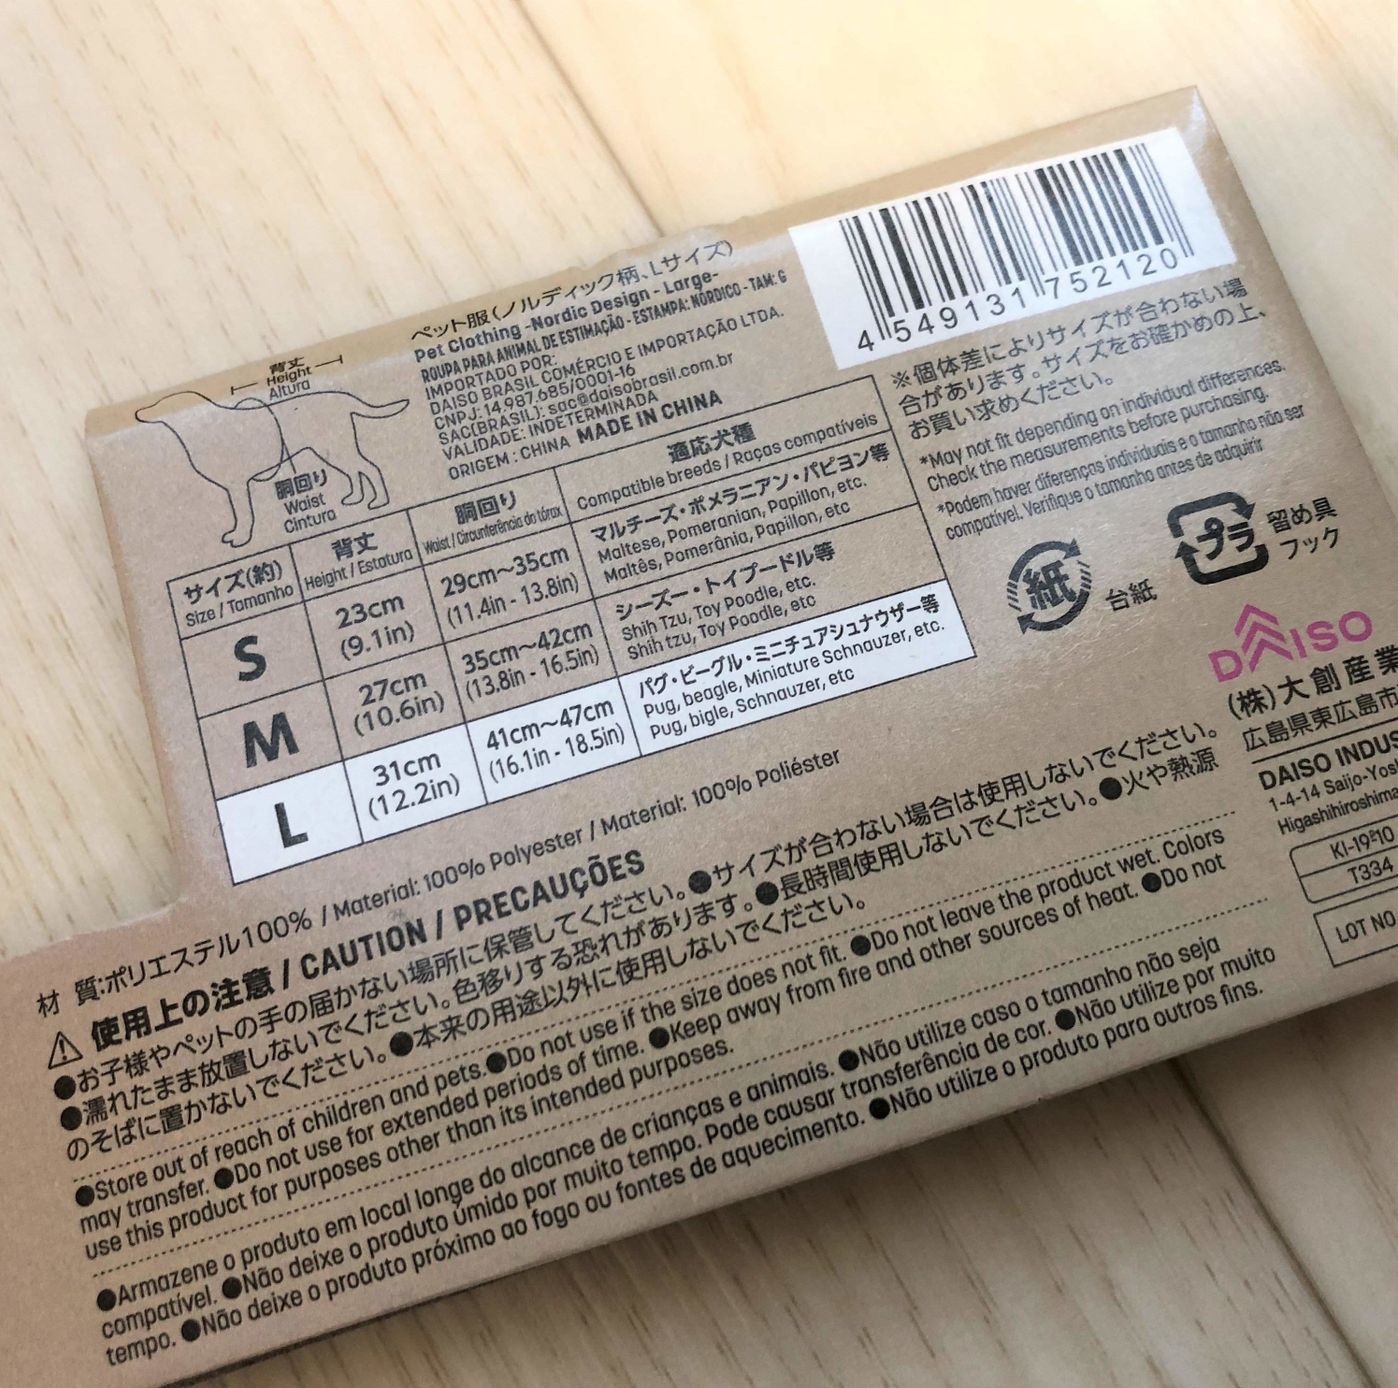 ペット服(ノルディック柄、Lサイズ)
Pet Clothing -Nordic Design - Large-
ROUPA PARA ANIMAL DE ESTIMAÇÃO - ESTAMPA: NÓRDICO - TAM: G
IMPORTADO POR:
DAISO BRASIL COMÉRCIO E IMPORTAÇÃO LTDA.
CNPJ: 14.987.685/0001-16
SAC(BRASIL): sac@daisobrasil.com.br
VALIDADE: INDETERMINADA
ORIGEM : CHINA MADE IN CHINA
4 549131 752120
背丈
Height
Altura
胴回り
Waist
Cintura
サイズ(約) 背丈 胴回り 適応犬種
Size / Tamanho Height / Estatura Waist / Circunferência do tórax Compatible breeds / Raças compatíveis
S 23cm 29cm～35cm マルチーズ・ポメラニアン・パピヨン等
(9.1in) (11.4in - 13.8in) Maltese, Pomeranian, Papillon, etc.
Maltês, Pomerânia, Papillon, etc
M 27cm 35cm～42cm シーズー・トイプードル等
(10.6in) (13.8in - 16.5in) Shih Tzu, Toy Poodle, etc.
Shih tzu, Toy Poodle, etc
L 31cm 41cm～47cm パグ・ビーグル・ミニチュアシュナウザー等
(12.2in) (16.1in - 18.5in) Pug, beagle, Miniature Schnauzer, etc.
Pug, bigle, Schnauzer, etc
※個体差によりサイズが合わない場
合があります。サイズをお確かめの上、
お買い求めください。
*May not fit depending on individual differences.
Check the measurements before purchasing.
*Podem haver diferenças individuais e o tamanho não ser
compatível. Verifique o tamanho antes de adquirir
紙 台紙
プラ 留め具
フック
DAISO
(株)大創産業
広島県東広島市
DAISO INDUS
1-4-14 Saijo-Yos
Higashihiroshima
KI-19-10
T334
LOT NO
材 質:ポリエステル100% / Material: 100% Polyester / Material: 100% Poliéster
⚠ 使用上の注意 / CAUTION / PRECAUÇÕES
●お子様やペットの手の届かない場所に保管してください。●サイズが合わない場合は使用しないでください。
●濡れたまま放置しないでください。色移りする恐れがあります。●長時間使用しないでください。●火や熱源
のそばに置かないでください。●本来の用途以外に使用しないでください。
●Store out of reach of children and pets.●Do not use if the size does not fit. ●Do not leave the product wet. Colors
may transfer. ●Do not use for extended periods of time. ●Keep away from fire and other sources of heat. ●Do not
use this product for purposes other than its intended purposes.
●Armazene o produto em local longe do alcance de crianças e animais. ●Não utilize caso o tamanho não seja
compatível. ●Não deixe o produto úmido por muito tempo. Pode causar transferência de cor. ●Não utilize por muito
tempo. ●Não deixe o produto próximo ao fogo ou fontes de aquecimento. ●Não utilize o produto para outros fins.